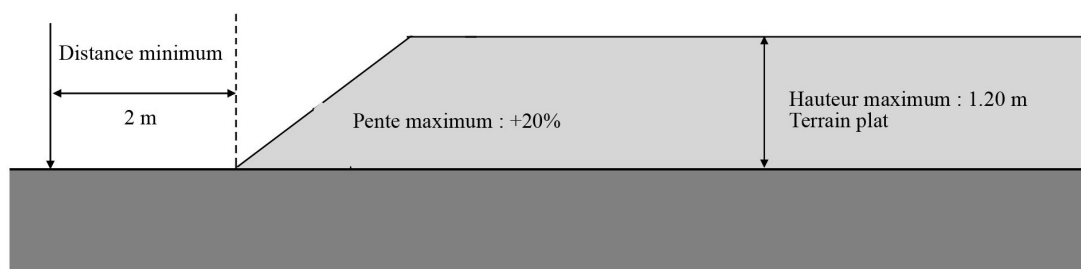 Distance minimum
2 m
Pente maximum : +20%
Hauteur maximum : 1.20 m
Terrain plat